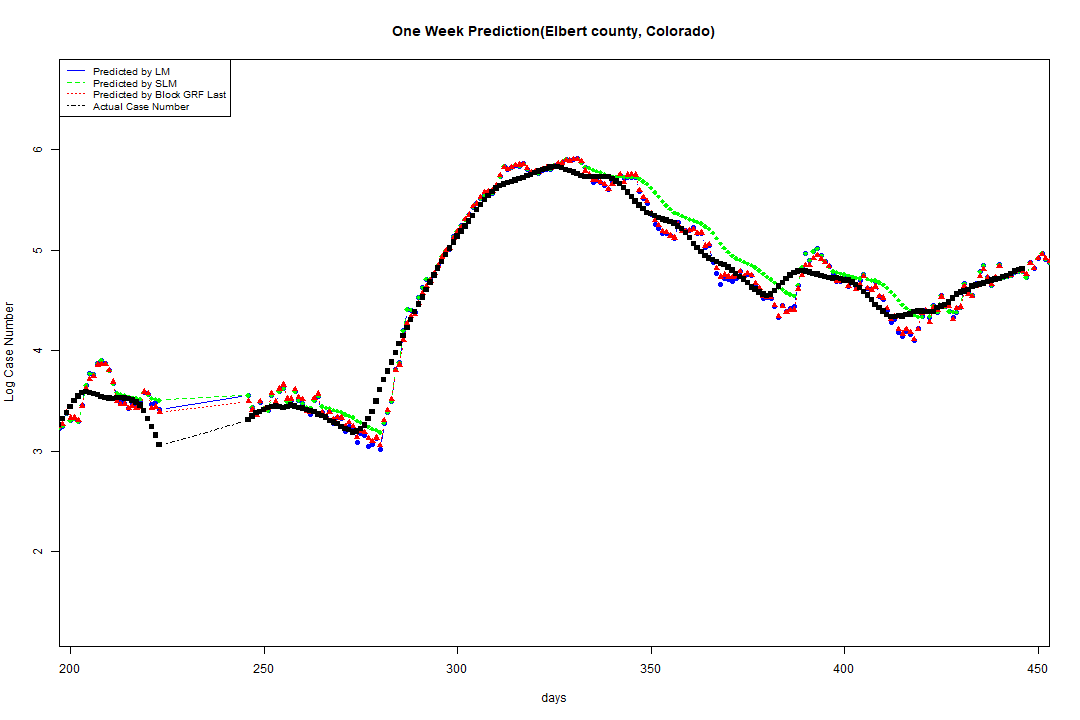 One Week Prediction(Elbert county, Colorado)
Predicted by LM
Predicted by SLM
Predicted by Block GRF Last
Actual Case Number
Log Case Number
6
5
4
3
2
200 250 300 350 400 450
days